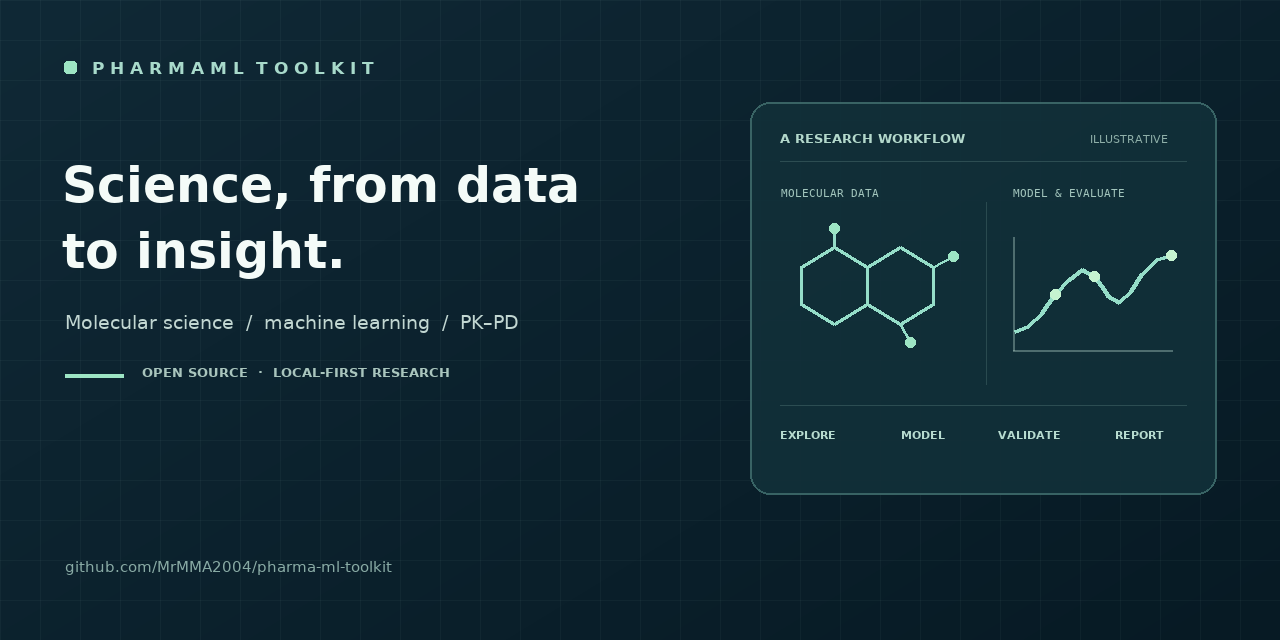 PHARMAML TOOLKIT
Science, from data
to insight.
Molecular science / machine learning / PK–PD
OPEN SOURCE · LOCAL-FIRST RESEARCH
github.com/MrMMA2004/pharma-ml-toolkit
A RESEARCH WORKFLOW
ILLUSTRATIVE
MOLECULAR DATA
MODEL & EVALUATE
EXPLORE
MODEL
VALIDATE
REPORT